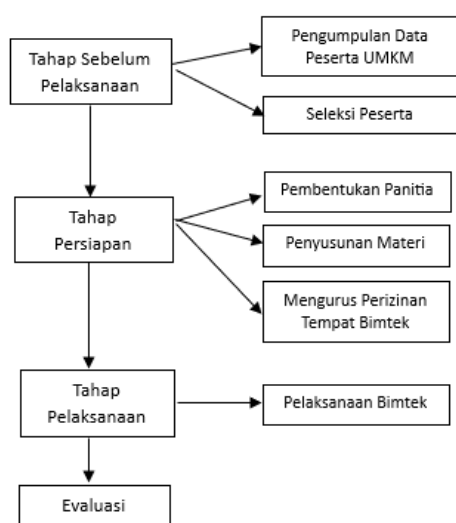 Tahap Sebelum
Pelaksanaan
Pengumpulan Data
Peserta UMKM
Seleksi Peserta
Tahap
Persiapan
Pembentukan Panitia
Penyusunan Materi
Mengurus Perizinan
Tempat Bimtek
Tahap
Pelaksanaan
Pelaksanaan Bimtek
Evaluasi